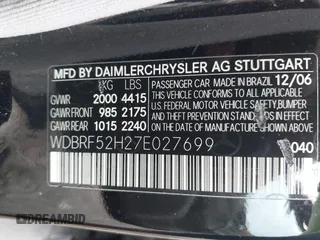 MFD BY DAIMLERCHRYSLER AG STUTTGART
PASSENGER CAR MADE IN BRAZIL 12/06
KG LBS
THIS VEHICLE CONFORMS TO ALL
GVWR 2000 4415
APPLICABLE U.S. FEDERAL MOTOR VEHICLE
GAWR FRONT 985 2175
SAFETY, BUMPER, AND THEFT PREVENTION
GAWR REAR 1015 2240
STANDARDS IN EFFECT ON THE DATE OF
MANUFACTURE SHOWN ABOVE.
WDBRF52H27E027699
040
©DREAMBID